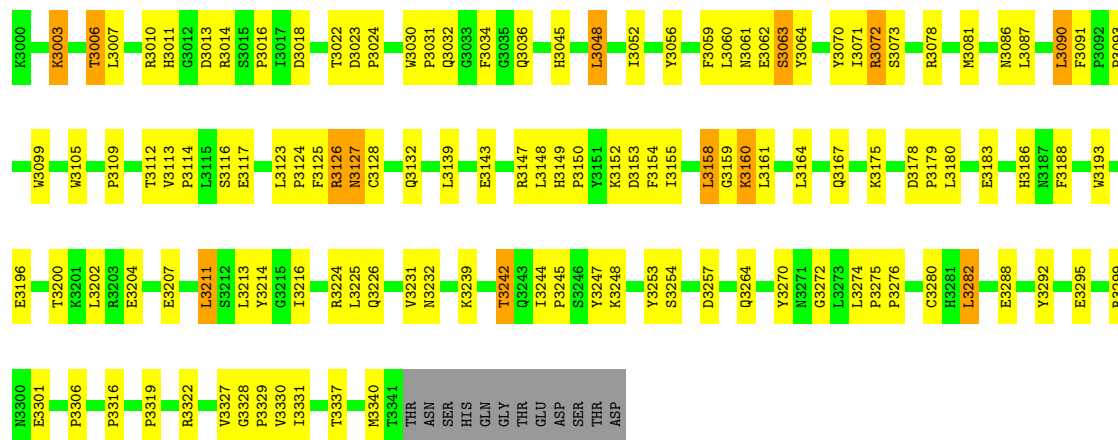 K3000 K3003 T3006 L3007 R3010 H3011 G3012 D3013 R3014 S3015 P3016 I3017 D3018 T3022 D3023 P3024 W3030 P3031 Q3032 G3033 F3034 G3035 Q3036 H3045 L3048 I3052 Y3056 F3059 L3060 N3061 E3062 S3063 Y3064 Y3070 I3071 R3072 S3073 R3078 M3081 N3086 L3087 L3090 F3091 P3092
W3099 W3105 P3109 T3112 V3113 P3114 L3115 S3116 E3117 L3123 P3124 F3125 R3126 N3127 C3128 Q3132 L3139 E3143 R3147 L3148 H3149 P3150 Y3151 K3152 D3153 F3154 I3155 L3158 G3159 K3160 L3161 L3164 Q3167 K3175 D3178 P3179 L3180 E3183 H3186 N3187 F3188 W3193
E3196 T3200 K3201 L3202 R3203 E3204 E3207 L3211 S3212 L3213 Y3214 G3215 I3216 R3224 L3225 Q3226 V3231 N3232 K3239 T3242 Q3243 I3244 P3245 S3246 Y3247 K3248 Y3253 S3254 D3257 Q3264 Y3270 N3271 G3272 L3273 L3274 P3275 P3276 C3280 H3281 L3282 E3288 Y3292 E3295
N3300 E3301 P3306 P3316 P3319 R3322 V3327 G3328 P3329 V3330 I3331 T3337 M3340 T3341 THR ASN SER HIS GLN GLY THR GLU ASP SER THR ASP